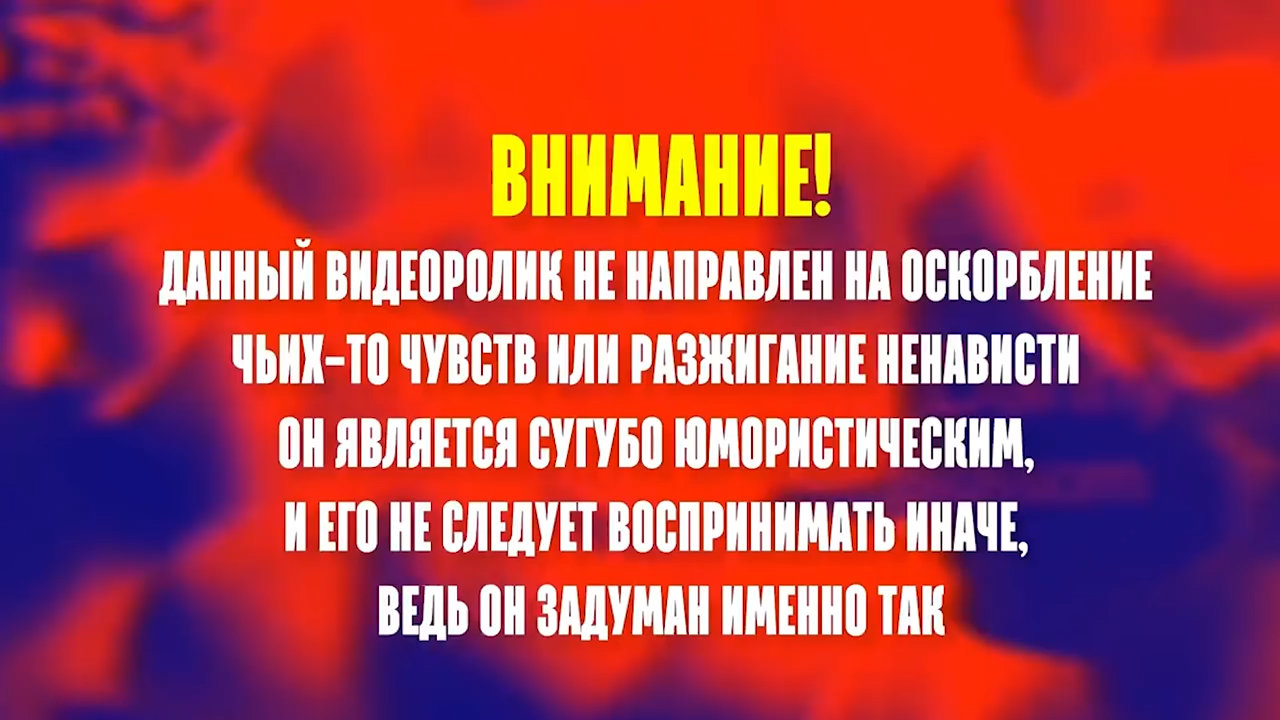 ВНИМАНИЕ!
ДАННЫЙ ВИДЕОРОЛИК НЕ НАПРАВЛЕН НА ОСКОРБЛЕНИЕ
ЧЬИХ-ТО ЧУВСТВ ИЛИ РАЗЖИГАНИЕ НЕНАВИСТИ
ОН ЯВЛЯЕТСЯ СУГУБО ЮМОРИСТИЧЕСКИМ,
И ЕГО НЕ СЛЕДУЕТ ВОСПРИНИМАТЬ ИНАЧЕ,
ВЕДЬ ОН ЗАДУМАН ИМЕННО ТАК